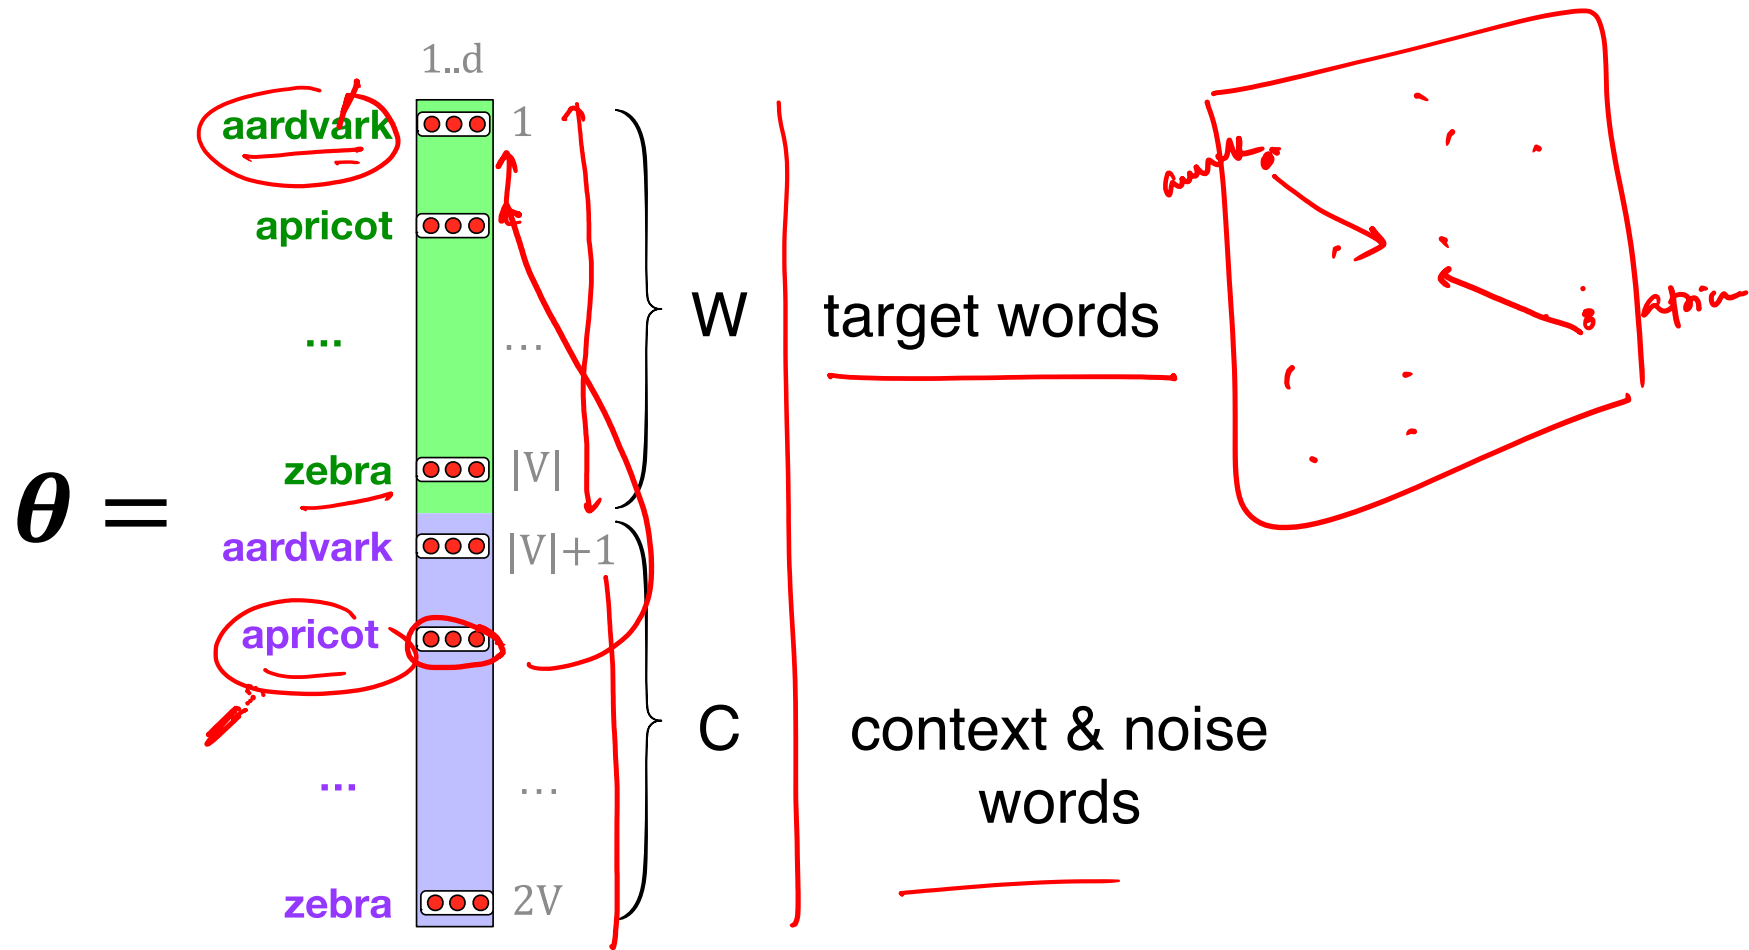 1..d
aardvark 1
apricot
... ...
W target words
zebra |V|
θ =
aardvark |V|+1
apricot
C context & noise
words
... ...
zebra 2V